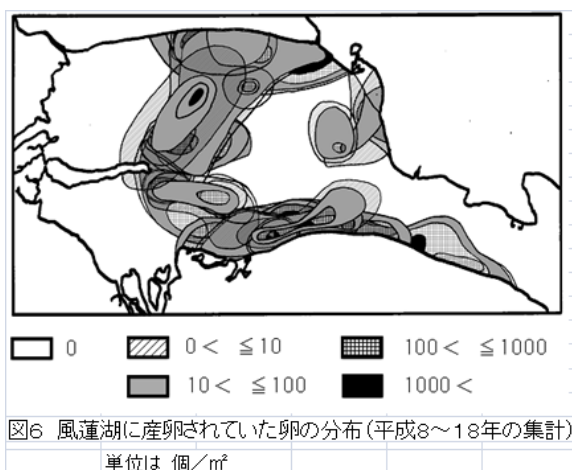 0 0< ≦10 100< ≦1000
10< ≦100 1000<
図6 風蓮湖に産卵されていた卵の分布(平成8~18年の集計)
単位は 個/㎡